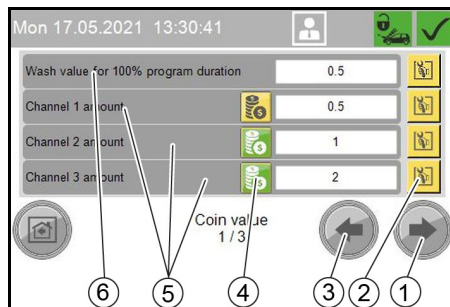 Mon 17.05.2021 13:30:41
Wash value for 100% program duration 0.5
Channel 1 amount 0.5
Channel 2 amount 1
Channel 3 amount 2
Coin value
1 / 3
6 5 4 3 2 1